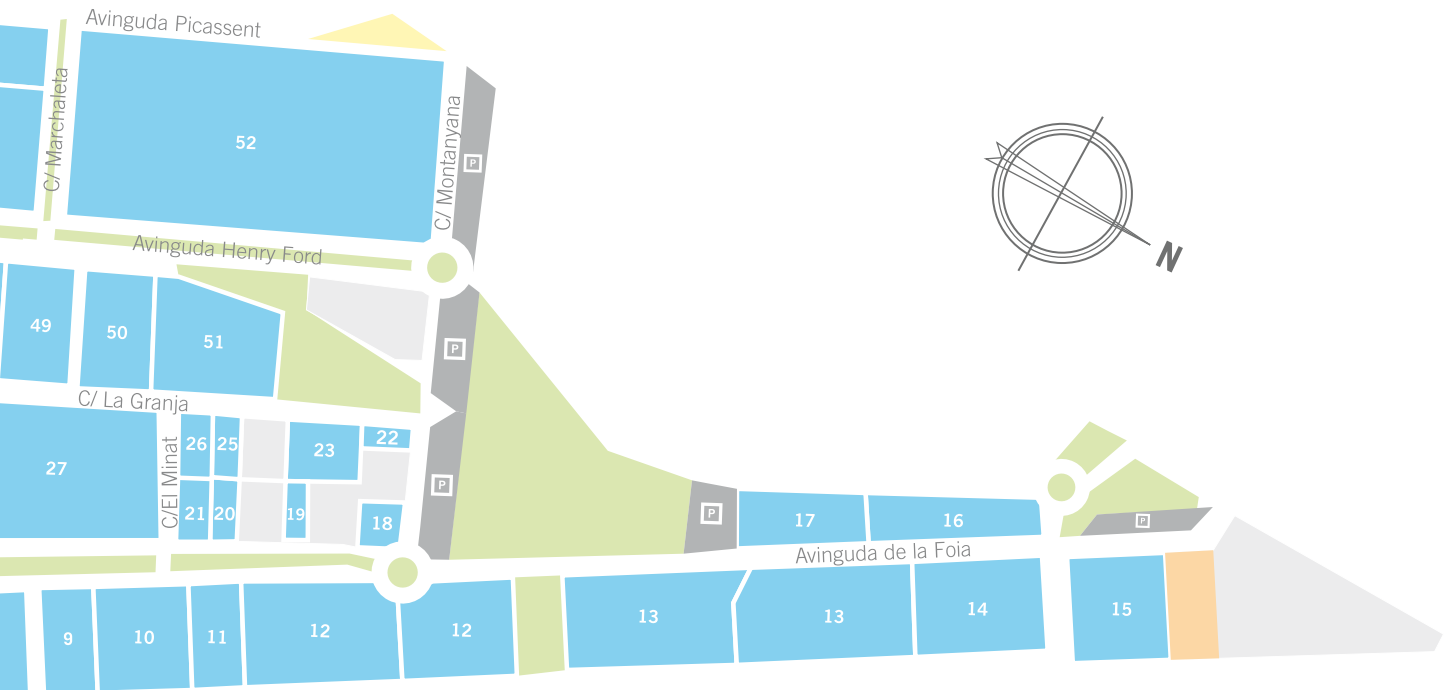 Avinguda Picassent
C/ Marchaleta
52
C/ Montanyana
P
N
Avinguda Henry Ford
49
50
51
P
C/ La Granja
27
C/El Minat
26
25
23
22
21
20
19
18
P
P
17
16
P
Avinguda de la Foia
9
10
11
12
12
13
13
14
15